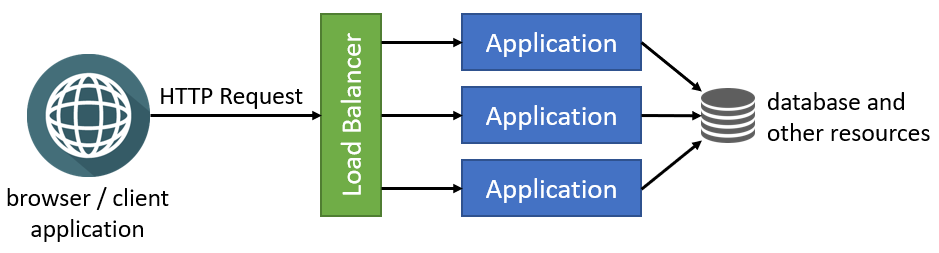 browser / client
application
HTTP Request
Load Balancer
Application
Application
Application
database and
other resources